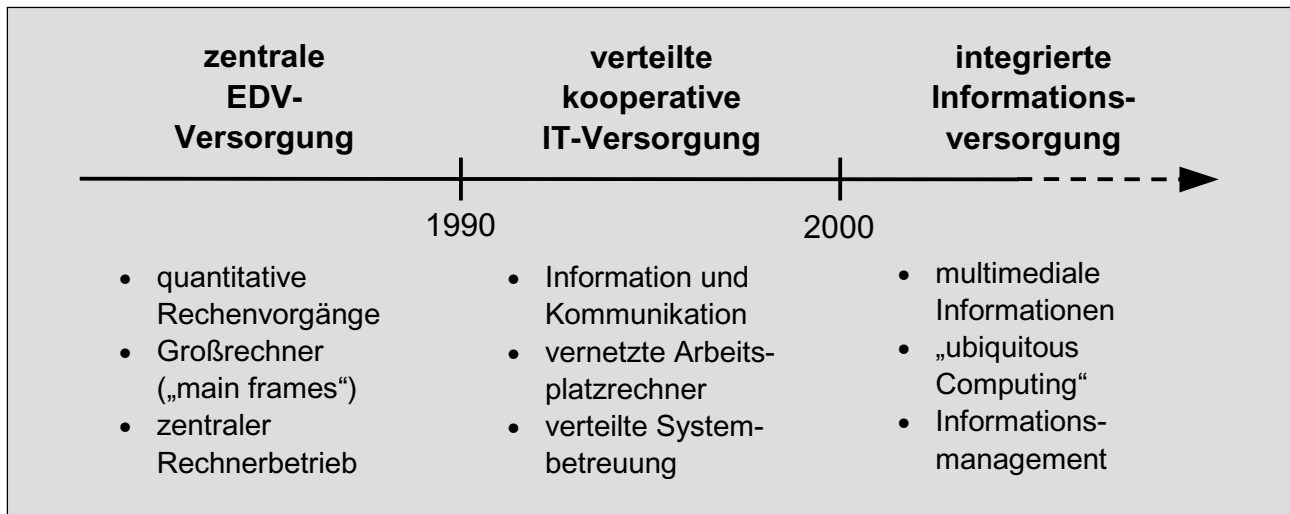 zentrale
EDV-
Versorgung
verteilte
kooperative
IT-Versorgung
integrierte
Informations-
versorgung
1990
2000
• quantitative
Rechenvorgänge
• Großrechner
(„main frames“)
• zentraler
Rechnerbetrieb
• Information und
Kommunikation
• vernetzte Arbeits-
platzrechner
• verteilte System-
betreuung
• multimediale
Informationen
• „ubiquitous
Computing“
• Informations-
management